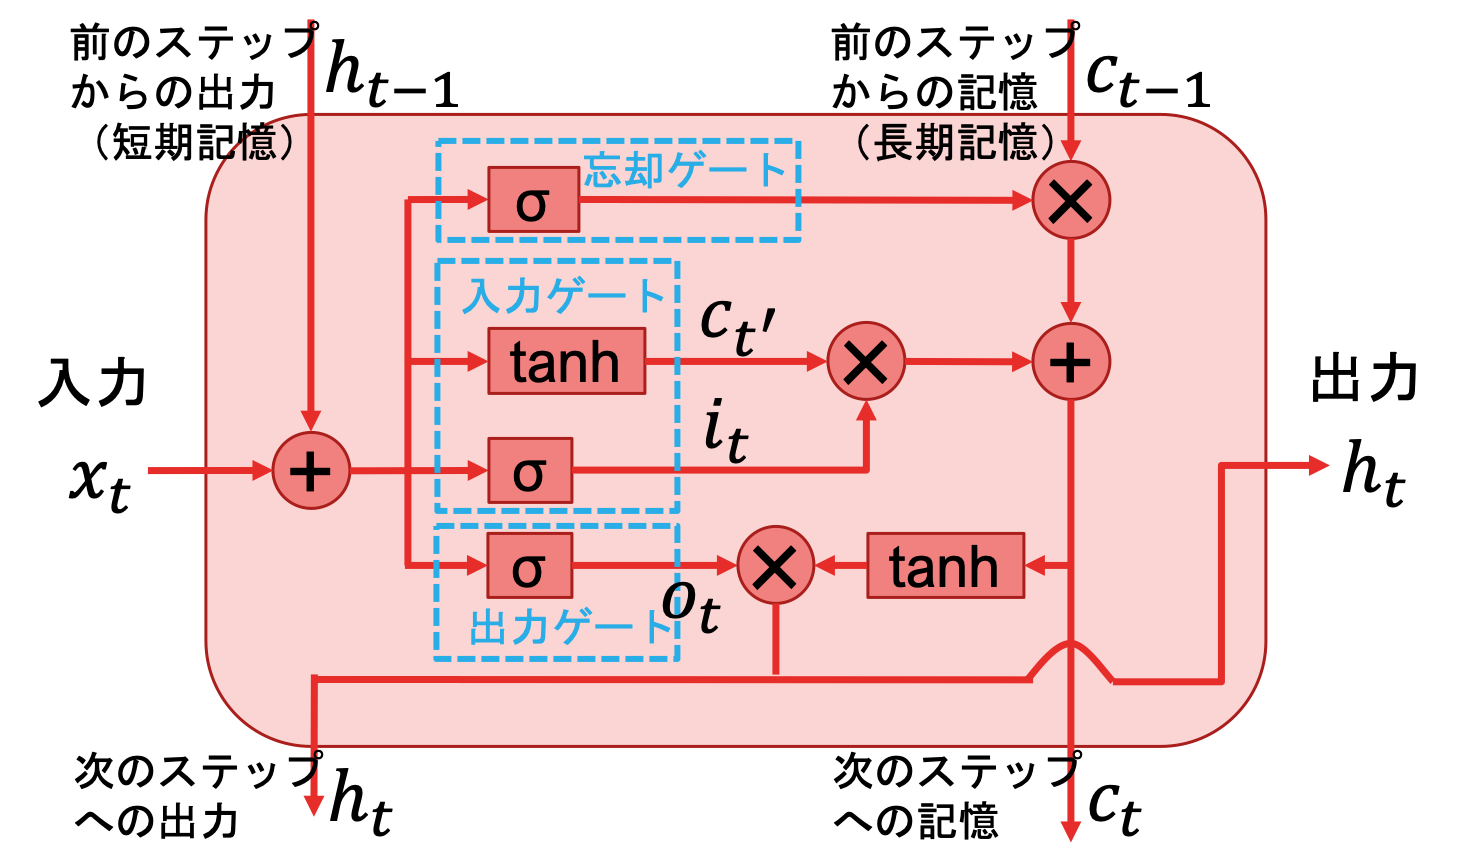 前のステップ
からの出力
（短期記憶）
h_{t−1}
前のステップ
からの記憶
（長期記憶）
c_{t−1}
忘却ゲート
σ
×
入力ゲート
c_{t'}
tanh
×
+
入力
x_t
+
i_t
σ
出力
h_t
σ
×
tanh
o_t
出力ゲート
次のステップ
への出力
h_t
次のステップ
への記憶
c_t